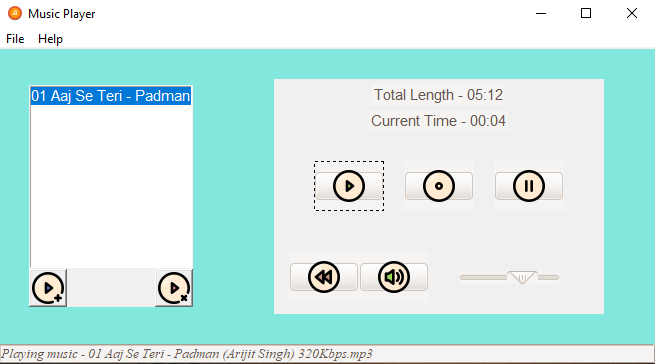 Music Player
File Help
01 Aaj Se Teri - Padman
Total Length - 05:12
Current Time - 00:04
Playing music - 01 Aaj Se Teri - Padman (Arijit Singh) 320Kbps.mp3